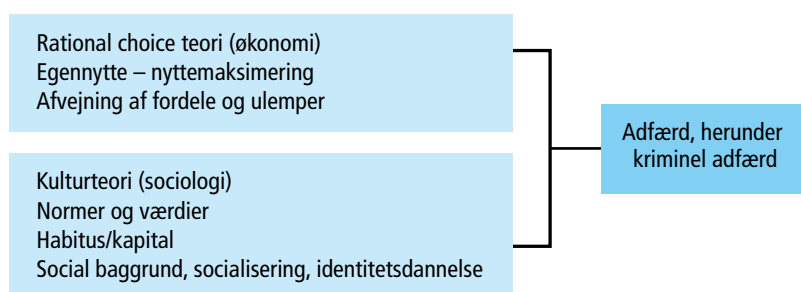 Rational choice teori (økonomi)
Egennytte – nyttemaksimering
Afvejning af fordele og ulemper
Adfærd, herunder
kriminel adfærd
Kulturteori (sociologi)
Normer og værdier
Habitus/kapital
Social baggrund, socialisering, identitetsdannelse